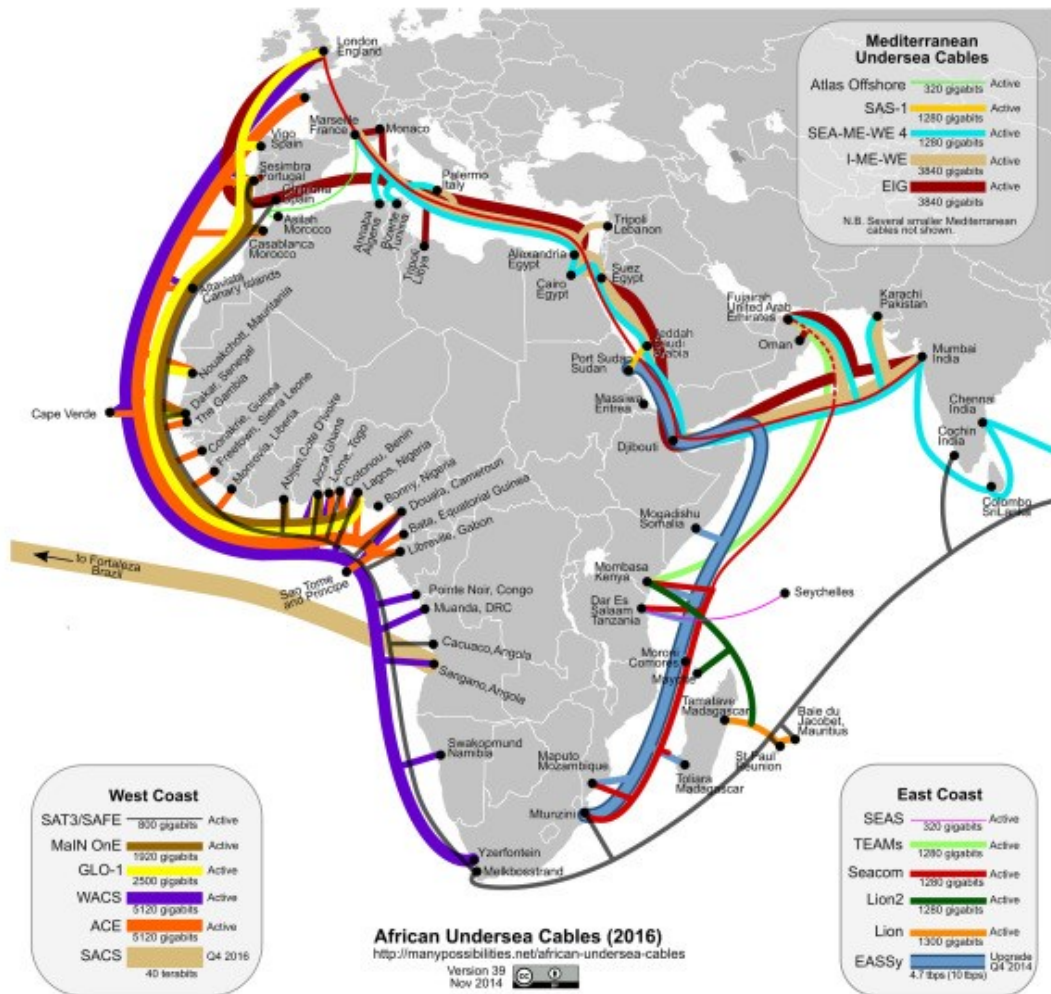 London
England
Marseile
France
Monaco
Vigo
Spain
Sesimbra
Portugal
Spain
Asilah
Morocco
Casablanca
Morocco
Annaba
Algeria
Bizerte
Tunisia
Palermo
Italy
Tripoli
Libya
Tripoli
Lebanon
Alexandria
Egypt
Cairo
Egypt
Suez
Egypt
Altavista
Canary Islands
Nouakchott, Mauritania
Dakar, Senegal
The Gambia
Cape Verde
Conakrie, Guinea
Freetown, Sierra Leone
Monrovia, Liberia
Abijan, Cote D'Ivoire
Accra, Ghana
Lome, Togo
Cotonou, Benin
Lagos, Nigeria
Bonny, Nigeria
Douala, Cameroun
Bata, Equatorial Guinea
Libreville, Gabon
Sao Tome
and Principe
to Fortaleza
Brazil
Pointe Noir, Congo
Muanda, DRC
Cacuaco, Angola
Sangano, Angola
Swakopmund
Namibia
Yzerfontein
Melkbosstrand
Jeddah
Saudi
Arabia
Port Sudan
Sudan
Massiwa
Eritrea
Djibouti
Fujairah
United Arab
Emirates
Oman
Karachi
Pakistan
Mumbai
India
Chennai
India
Cochin
India
Colombo
SriLanka
Mogadishu
Somalia
Mombasa
Kenya
Dar Es
Salaam
Tanzania
Seychelles
Moroni
Comores
Mayotte
Tamatave
Madagascar
Baie du
Jacobet,
Mauritius
St Paul
Reunion
Maputo
Mozambique
Toliara
Madagascar
Mtunzini
Mediterranean
Undersea Cables
Atlas Offshore Active
320 gigabits
SAS-1 Active
1280 gigabits
SEA-ME-WE 4 Active
1280 gigabits
I-ME-WE Active
3840 gigabits
EIG Active
3840 gigabits
N.B. Several smaller Mediterranean
cables not shown.
West Coast
SAT3/SAFE Active
800 gigabits
MaIN OnE Active
1920 gigabits
GLO-1 Active
2500 gigabits
WACS Active
5120 gigabits
ACE Active
5120 gigabits
SACS Q4 2016
40 terabits
African Undersea Cables (2016)
http://manypossibilities.net/african-undersea-cables
Version 39
Nov 2014
cc
BY
East Coast
SEAS Active
320 gigabits
TEAMs Active
1280 gigabits
Seacom Active
1280 gigabits
Lion2 Active
1280 gigabits
Lion Active
1300 gigabits
EASSy Upgrade
Q4 2014
4.7 tbps (10 tbps)